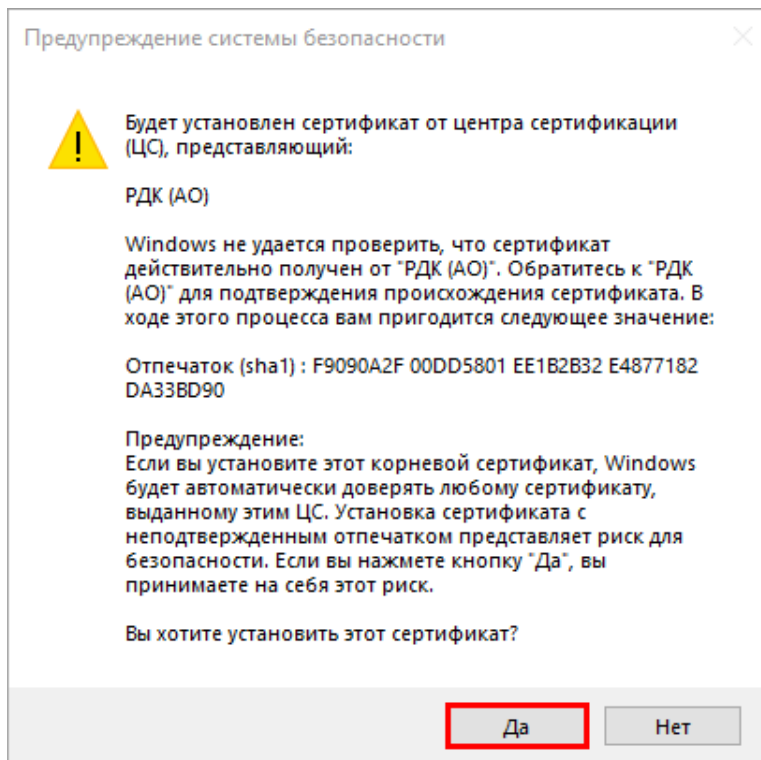 Предупреждение системы безопасности
Будет установлен сертификат от центра сертификации
(ЦС), представляющий:
РДК (АО)
Windows не удается проверить, что сертификат
действительно получен от "РДК (АО)". Обратитесь к "РДК
(АО)" для подтверждения происхождения сертификата. В
ходе этого процесса вам пригодится следующее значение:
Отпечаток (sha1) : F9090A2F 00DD5801 EE1B2B32 E4877182
DA33BD90
Предупреждение:
Если вы установите этот корневой сертификат, Windows
будет автоматически доверять любому сертификату,
выданному этим ЦС. Установка сертификата с
неподтвержденным отпечатком представляет риск для
безопасности. Если вы нажмете кнопку "Да", вы
принимаете на себя этот риск.
Вы хотите установить этот сертификат?
Да
Нет